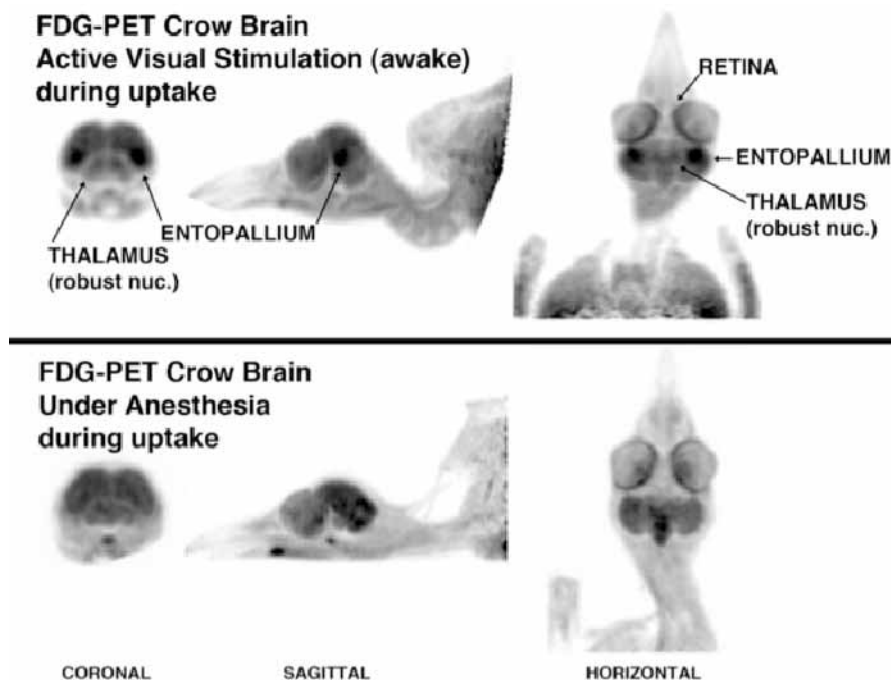 FDG-PET Crow Brain
Active Visual Stimulation (awake)
during uptake
RETINA
ENTOPALLIUM
THALAMUS
(robust nuc.)
ENTOPALLIUM
THALAMUS
(robust nuc.)
FDG-PET Crow Brain
Under Anesthesia
during uptake
CORONAL
SAGITTAL
HORIZONTAL